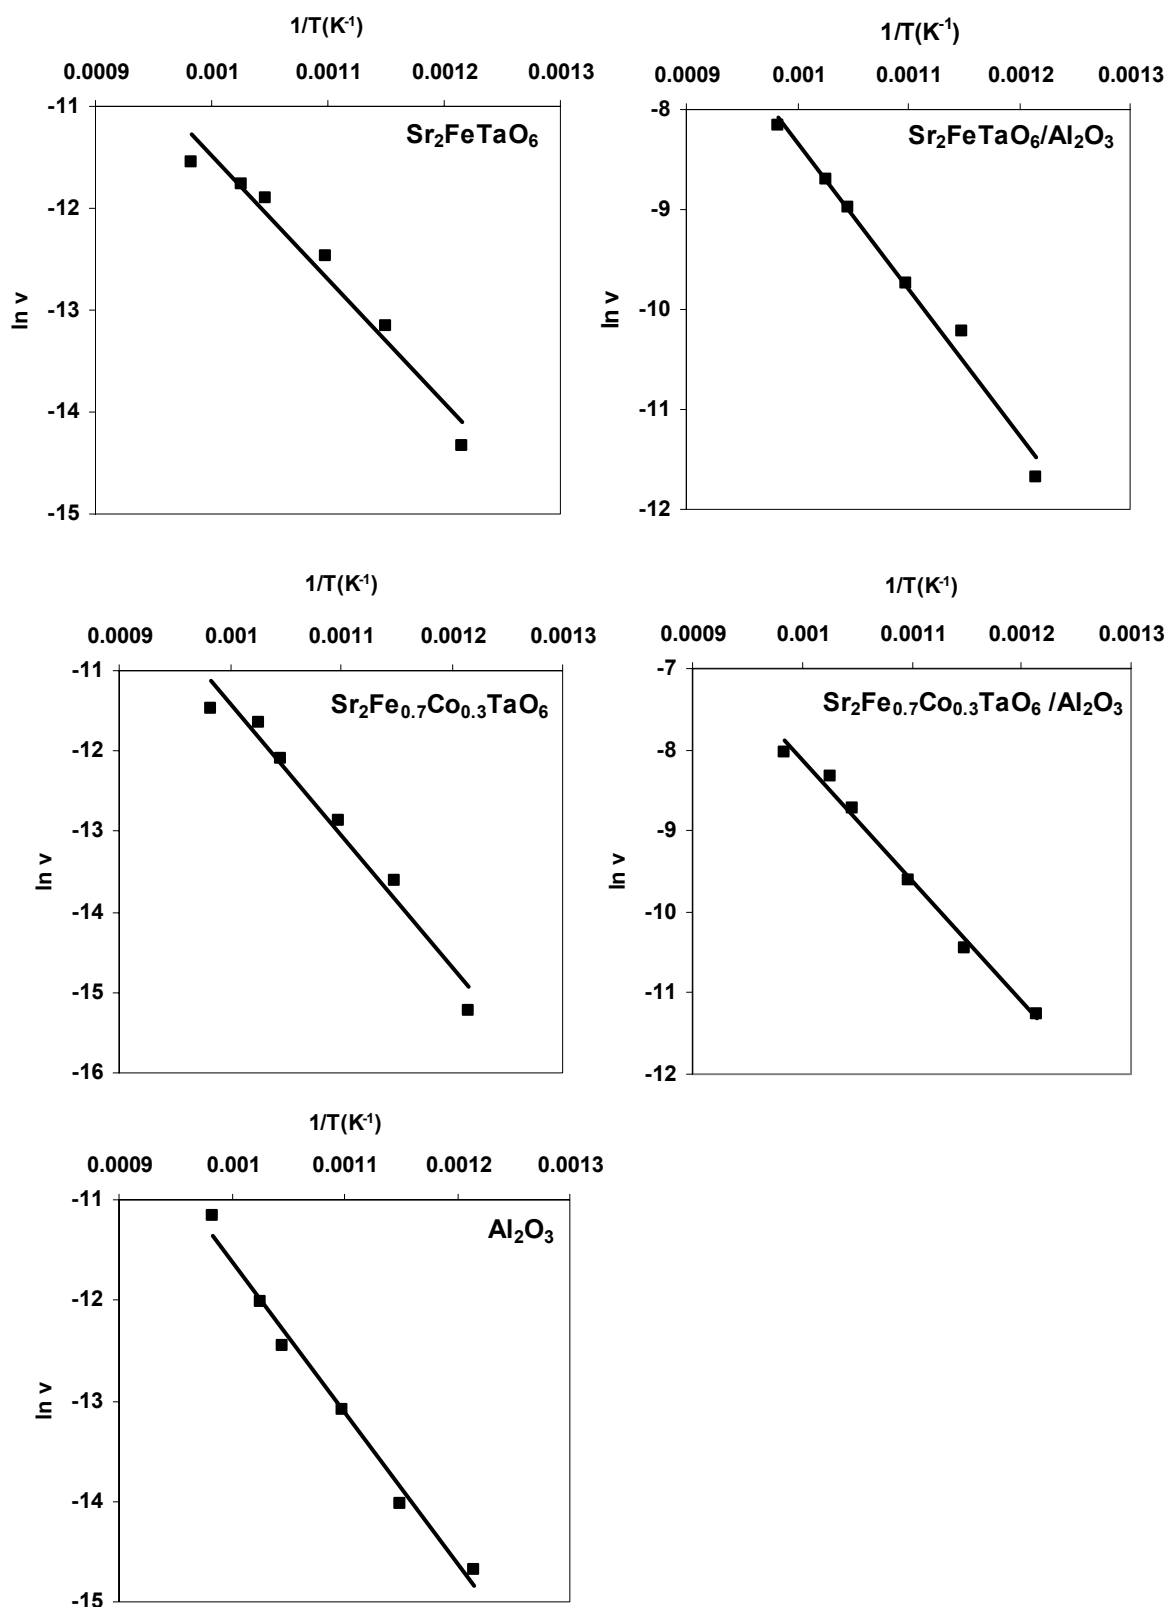 1/T(K⁻¹)
0.0009 0.001 0.0011 0.0012 0.0013
-11
-12
-13
-14
-15
ln v
Sr₂FeTaO₆
1/T(K⁻¹)
0.0009 0.001 0.0011 0.0012 0.0013
-8
-9
-10
-11
-12
ln v
Sr₂FeTaO₆/Al₂O₃
1/T(K⁻¹)
0.0009 0.001 0.0011 0.0012 0.0013
-11
-12
-13
-14
-15
-16
ln v
Sr₂Fe₀.₇Co₀.₃TaO₆
1/T(K⁻¹)
0.0009 0.001 0.0011 0.0012 0.0013
-7
-8
-9
-10
-11
-12
ln v
Sr₂Fe₀.₇Co₀.₃TaO₆ /Al₂O₃
1/T(K⁻¹)
0.0009 0.001 0.0011 0.0012 0.0013
-11
-12
-13
-14
-15
ln v
Al₂O₃